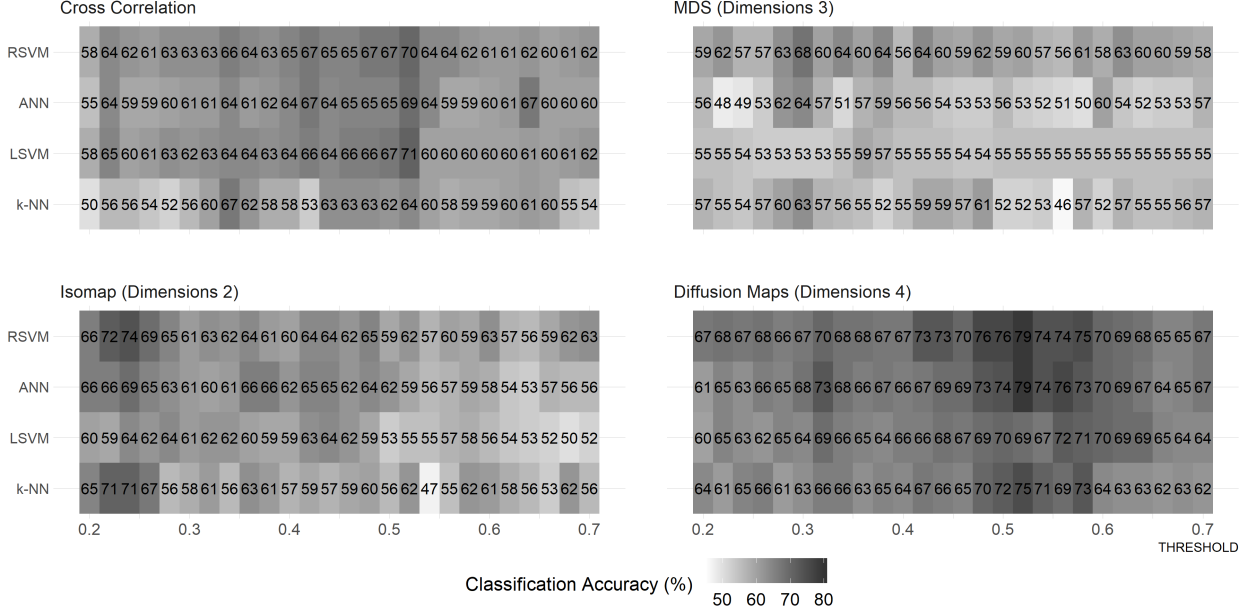 Cross Correlation
RSVM 58 64 62 61 63 63 63 66 64 63 65 67 65 65 67 67 70 64 64 62 61 61 62 60 61 62
ANN 55 64 59 59 60 61 61 64 61 62 64 67 64 65 65 65 69 64 59 59 60 61 67 60 60 60
LSVM 58 65 60 61 63 62 63 64 64 63 64 66 64 66 66 67 71 60 60 60 60 60 61 60 61 62
k-NN 50 56 56 54 52 56 60 67 62 58 58 53 63 63 63 62 64 60 58 59 59 60 61 60 55 54
MDS (Dimensions 3)
59 62 57 57 63 68 60 64 60 64 56 64 60 59 62 59 60 57 56 61 58 63 60 60 59 58
56 48 49 53 62 64 57 51 57 59 56 56 54 53 53 56 53 52 51 50 60 54 52 53 53 57
55 55 54 53 53 53 53 55 59 57 55 55 55 54 54 55 55 55 55 55 55 55 55 55 55 55
57 55 54 57 60 63 57 56 55 52 55 59 59 57 61 52 52 53 46 57 52 57 55 55 56 57
Isomap (Dimensions 2)
RSVM 66 72 74 69 65 61 63 62 64 61 60 64 64 62 65 59 62 57 60 59 63 57 56 59 62 63
ANN 66 66 69 65 63 61 60 61 66 66 62 65 65 62 64 62 59 56 57 59 58 54 53 57 56 56
LSVM 60 59 64 62 64 61 62 62 60 59 59 63 64 62 59 53 55 55 57 58 56 54 53 52 50 52
k-NN 65 71 71 67 56 58 61 56 63 61 57 59 57 59 60 56 62 47 55 62 61 58 56 53 62 56
0.2 0.3 0.4 0.5 0.6 0.7
Diffusion Maps (Dimensions 4)
67 68 67 68 66 67 70 68 68 67 67 73 73 70 76 76 79 74 74 75 70 69 68 65 65 67
61 65 63 66 65 68 73 68 66 67 66 67 69 69 73 74 79 74 76 73 70 69 67 64 65 67
60 65 63 62 65 64 69 66 65 64 66 66 68 67 69 70 69 67 72 71 70 69 69 65 64 64
64 61 65 66 61 63 66 66 63 65 64 67 66 65 70 72 75 71 69 73 64 63 63 62 63 62
0.2 0.3 0.4 0.5 0.6 0.7
THRESHOLD
Classification Accuracy (%)
50 60 70 80